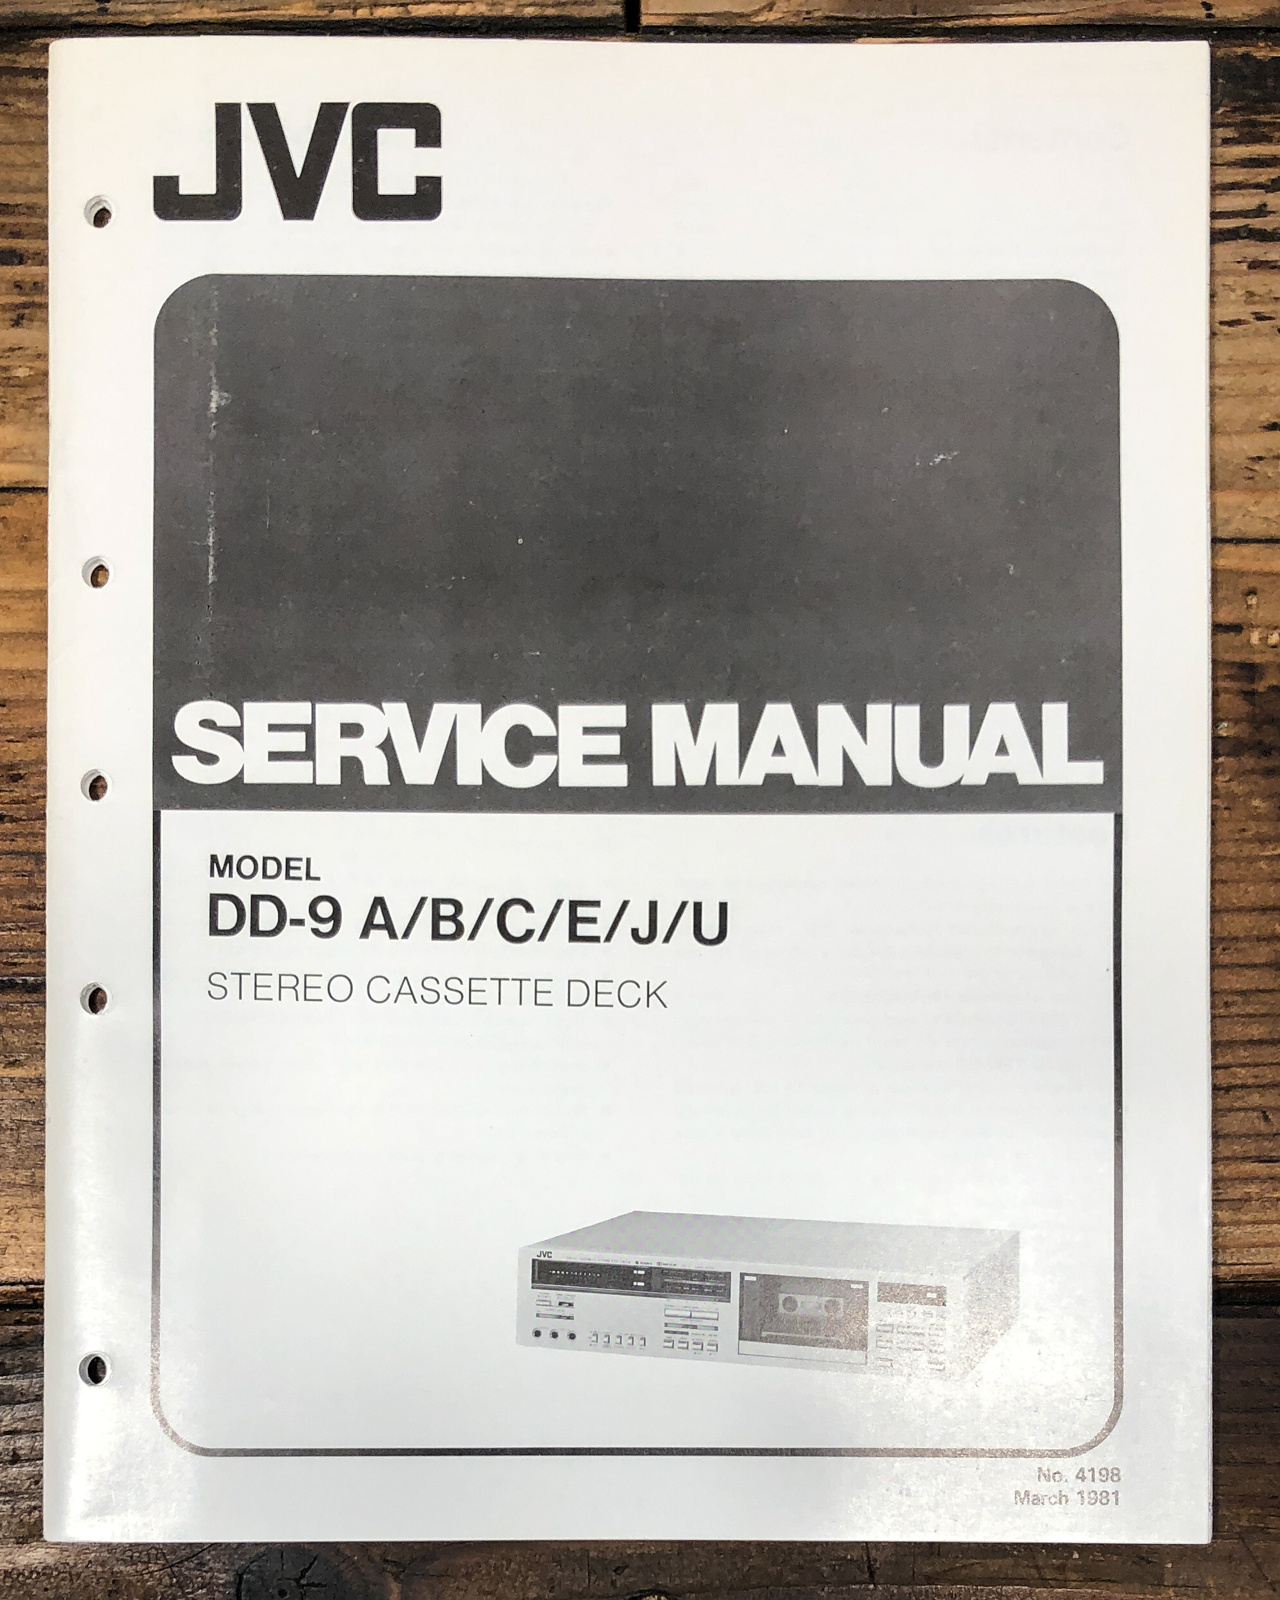 JVC
SERVICE MANUAL
MODEL
DD-9 A/B/C/E/J/U
STEREO CASSETTE DECK
JVC
No. 4198
March 1981